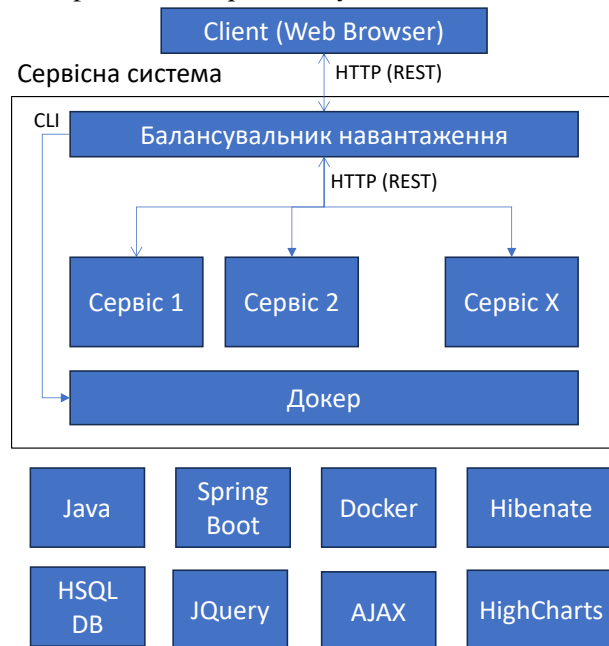 Client (Web Browser)
Сервісна система
HTTP (REST)
CLI
Балансувальник навантаження
HTTP (REST)
Сервіс 1
Сервіс 2
Сервіс X
Докер
Java
Spring
Boot
Docker
Hibenate
HSQL
DB
JQuery
AJAX
HighCharts